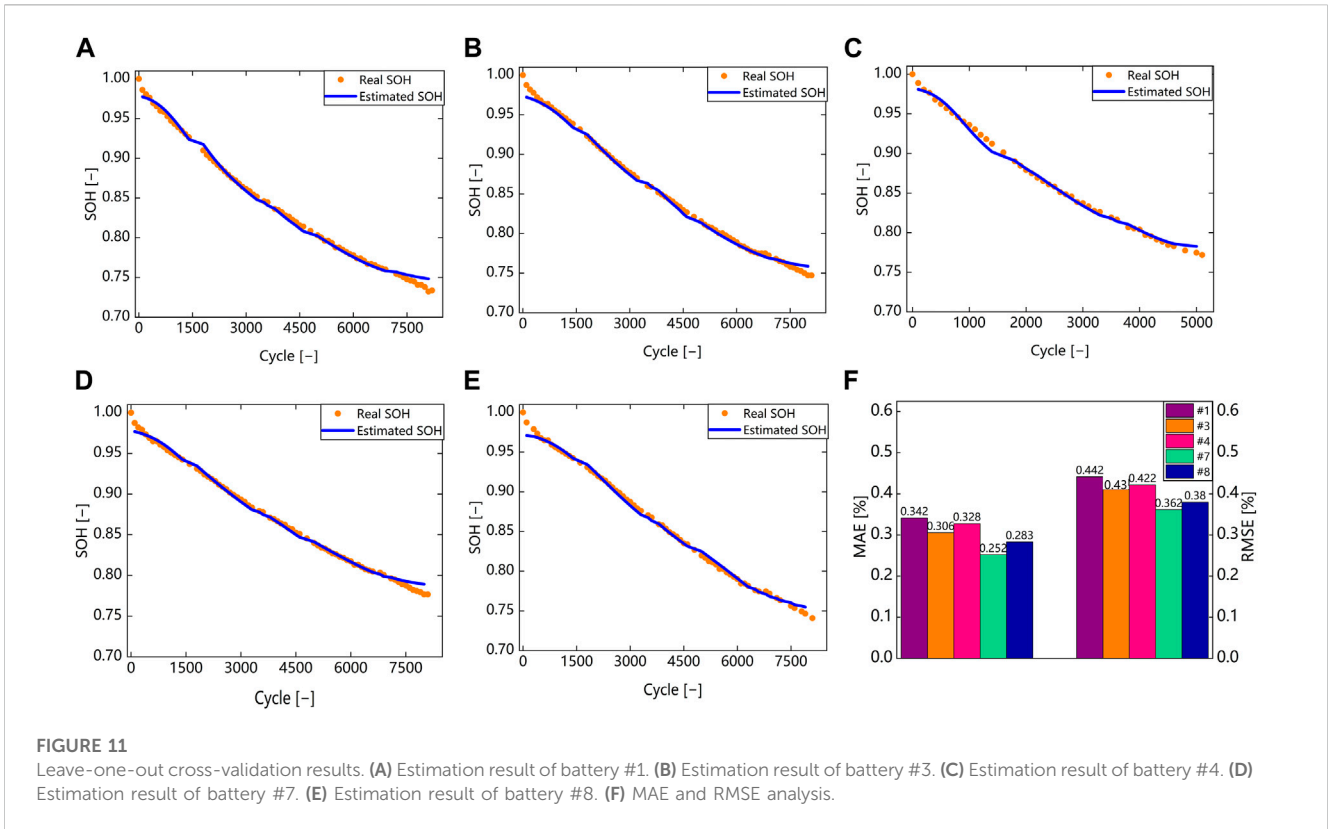 A
1.00
0.95
0.90
0.85
0.80
0.75
0.70
SOH [−]
Real SOH
Estimated SOH
0 1500 3000 4500 6000 7500
Cycle [−]
B
1.00
0.95
0.90
0.85
0.80
0.75
0.70
SOH [−]
Real SOH
Estimated SOH
0 1500 3000 4500 6000 7500
Cycle [−]
C
1.00
0.95
0.90
0.85
0.80
0.75
0.70
SOH [−]
Real SOH
Estimated SOH
0 1000 2000 3000 4000 5000
Cycle [−]
D
1.00
0.95
0.90
0.85
0.80
0.75
0.70
SOH [−]
Real SOH
Estimated SOH
0 1500 3000 4500 6000 7500
Cycle [−]
E
1.00
0.95
0.90
0.85
0.80
0.75
0.70
SOH [−]
Real SOH
Estimated SOH
0 1500 3000 4500 6000 7500
Cycle [−]
F
0.6
0.5
0.4
0.3
0.2
0.1
0.0
MAE [%]
0.342 0.306 0.328 0.252 0.283
0.442 0.43 0.422 0.362 0.38
#1
#3
#4
#7
#8
0.6
0.5
0.4
0.3
0.2
0.1
0.0
RMSE [%]
FIGURE 11
Leave-one-out cross-validation results. (A) Estimation result of battery #1. (B) Estimation result of battery #3. (C) Estimation result of battery #4. (D)
Estimation result of battery #7. (E) Estimation result of battery #8. (F) MAE and RMSE analysis.